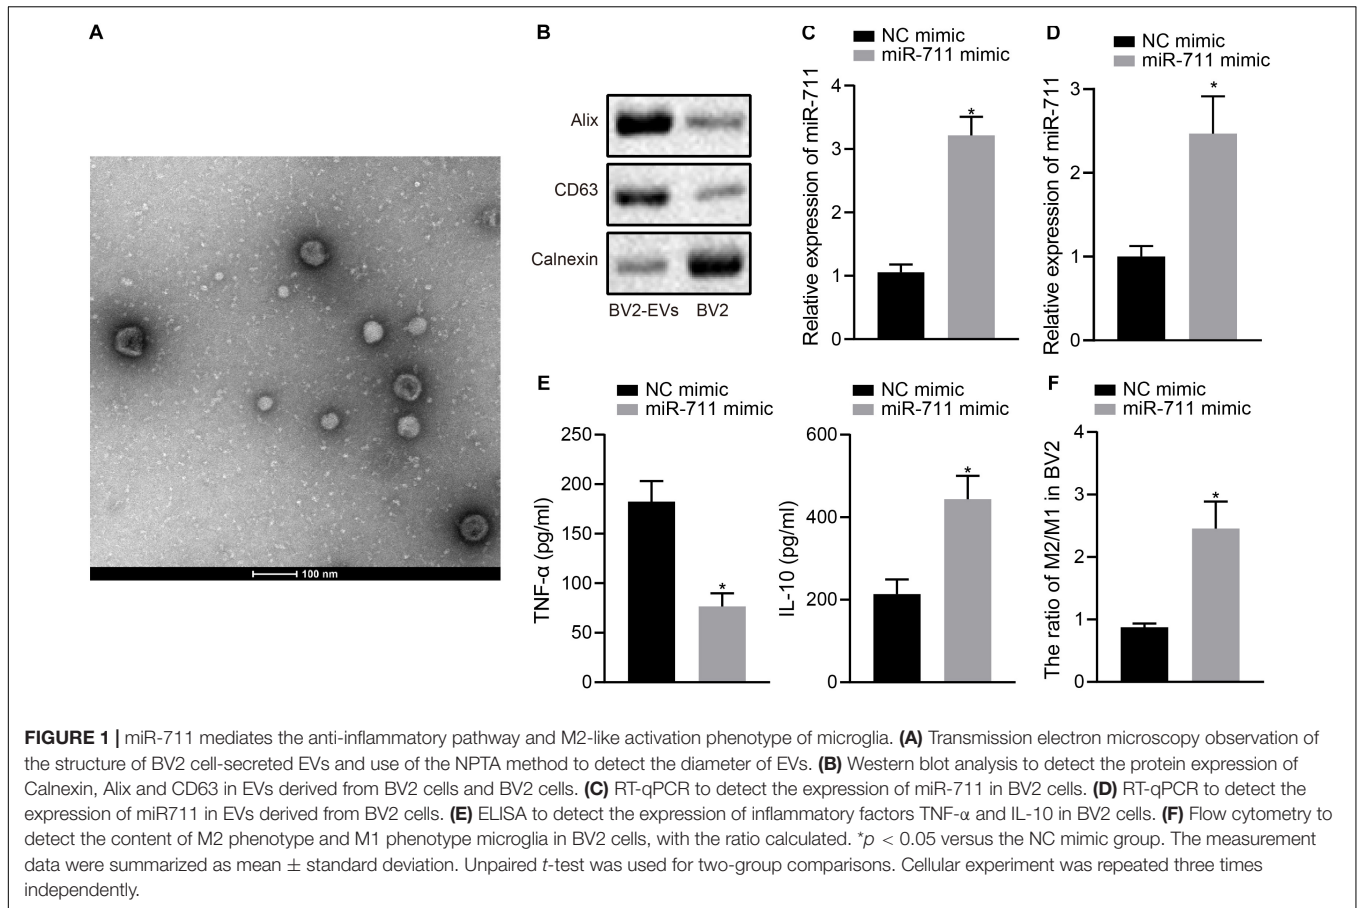 A
100 nm
B
Alix
CD63
Calnexin
BV2-EVs BV2
C
NC mimic
miR-711 mimic
Relative expression of miR-711
4
3
2
1
0
*
D
NC mimic
miR-711 mimic
Relative expression of miR-711
3
2
1
0
*
E
NC mimic
miR-711 mimic
TNF-α (pg/ml)
250
200
150
100
50
0
*
NC mimic
miR-711 mimic
IL-10 (pg/ml)
600
400
200
0
*
F
NC mimic
miR-711 mimic
The ratio of M2/M1 in BV2
4
3
2
1
0
*
FIGURE 1 | miR-711 mediates the anti-inflammatory pathway and M2-like activation phenotype of microglia. (A) Transmission electron microscopy observation of
the structure of BV2 cell-secreted EVs and use of the NPTA method to detect the diameter of EVs. (B) Western blot analysis to detect the protein expression of
Calnexin, Alix and CD63 in EVs derived from BV2 cells and BV2 cells. (C) RT-qPCR to detect the expression of miR-711 in BV2 cells. (D) RT-qPCR to detect the
expression of miR711 in EVs derived from BV2 cells. (E) ELISA to detect the expression of inflammatory factors TNF-α and IL-10 in BV2 cells. (F) Flow cytometry to
detect the content of M2 phenotype and M1 phenotype microglia in BV2 cells, with the ratio calculated. *p < 0.05 versus the NC mimic group. The measurement
data were summarized as mean ± standard deviation. Unpaired t-test was used for two-group comparisons. Cellular experiment was repeated three times
independently.